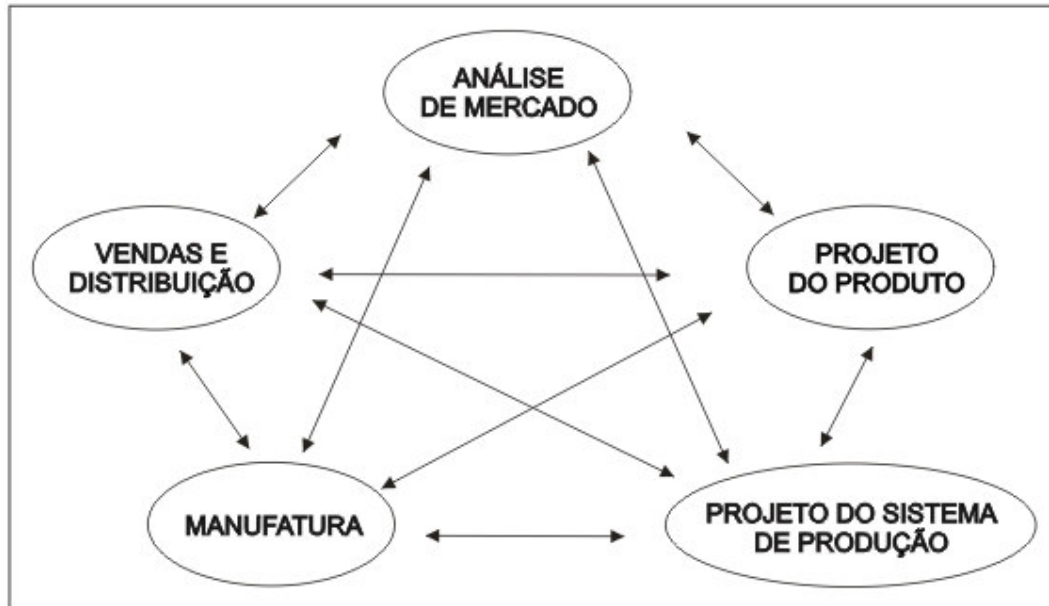 ANÁLISE
DE MERCADO
VENDAS E
DISTRIBUIÇÃO
PROJETO
DO PRODUTO
MANUFATURA
PROJETO DO SISTEMA
DE PRODUÇÃO